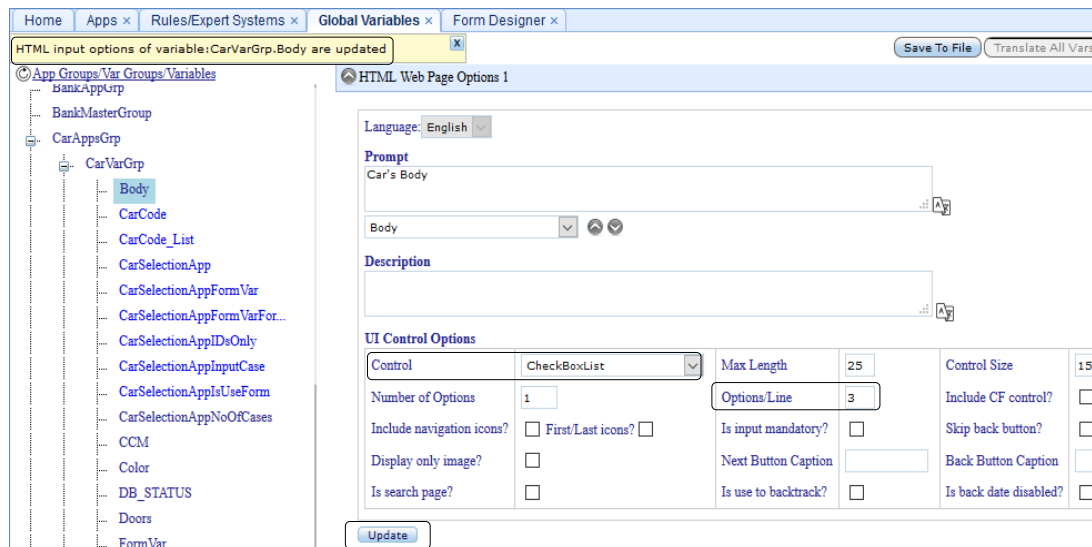 Home Apps × Rules/Expert Systems × Global Variables × Form Designer ×
HTML input options of variable:CarVarGrp.Body are updated x
Save To File Translate All Vars
App Groups/Var Groups/Variables
BankAppGrp
BankMasterGroup
CarAppsGrp
CarVarGrp
Body
CarCode
CarCode_List
CarSelectionApp
CarSelectionAppFormVar
CarSelectionAppFormVarFor...
CarSelectionAppIDsOnly
CarSelectionAppInputCase
CarSelectionAppIsUseForm
CarSelectionAppNoOfCases
CCM
Color
DB_STATUS
Doors
FormVar
HTML Web Page Options 1
Language: English
Prompt
Car's Body
Body
Description
UI Control Options
Control CheckBoxList Max Length 25 Control Size 15
Number of Options 1 Options/Line 3 Include CF control?
Include navigation icons? First/Last icons? Is input mandatory? Skip back button?
Display only image? Next Button Caption Back Button Caption
Is search page? Is use to backtrack? Is back date disabled?
Update